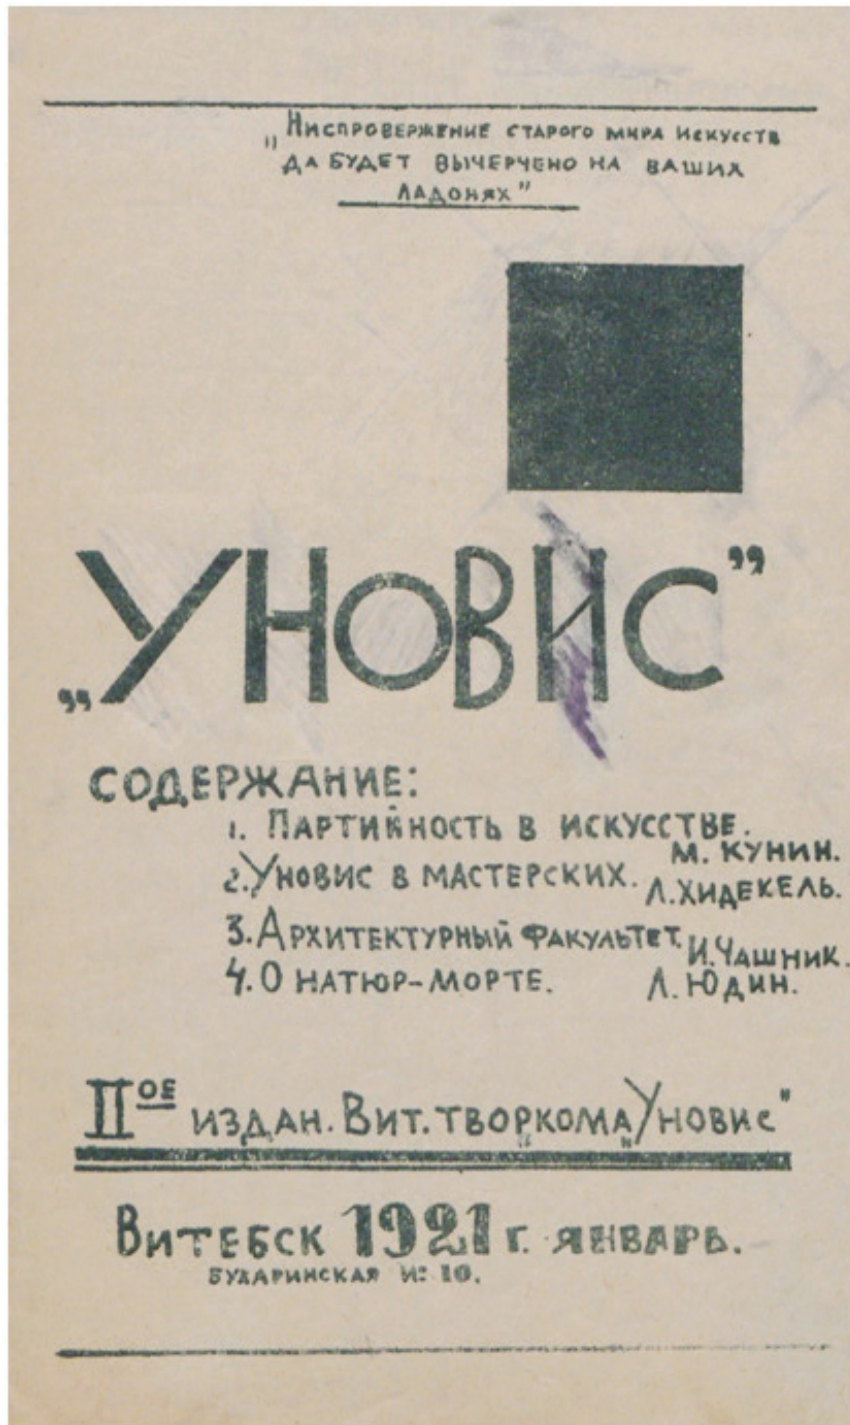 „Ниспровержение старого мира искусств
да будет вычерчено на ваших
ладонях"
„УНОВИС"
СОДЕРЖАНИЕ:
1. Партийность в искусстве.
М. Кунин.
2. Уновис в мастерских.
Л. Хидекель.
3. Архитектурный факультет.
И. Чашник.
4. О натюр-морте. Л. Юдин.
IIое издан. Вит. творкома „Уновис"
Витебск 1921 г. январь.
Бухаринская №: 10.